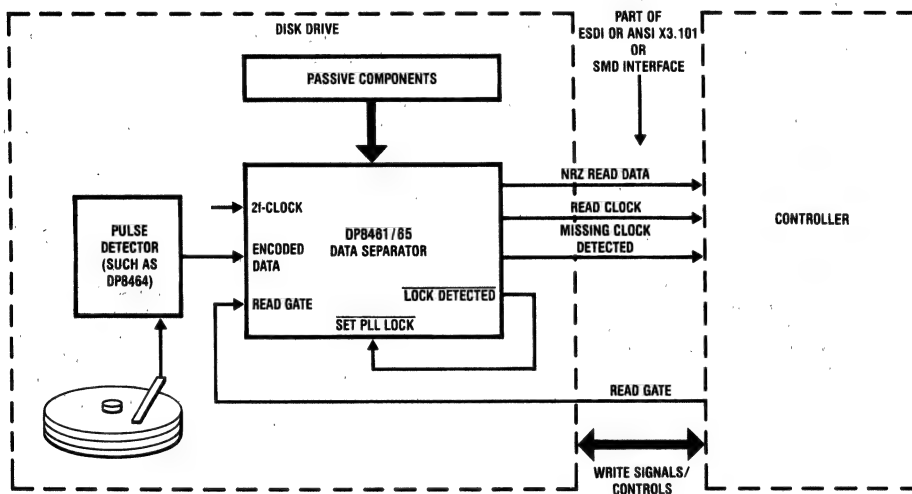 DISK DRIVE
PART OF
ESDI OR ANSI X3.101
OR
SMD INTERFACE
PASSIVE COMPONENTS
NRZ READ DATA
READ CLOCK
MISSING CLOCK
DETECTED
CONTROLLER
2f-CLOCK
DP8461/65
DATA SEPARATOR
ENCODED
DATA
READ GATE
LOCK DETECTED
SET PLL LOCK
PULSE
DETECTOR
(SUCH AS
DP8464)
READ GATE
WRITE SIGNALS/
CONTROLS